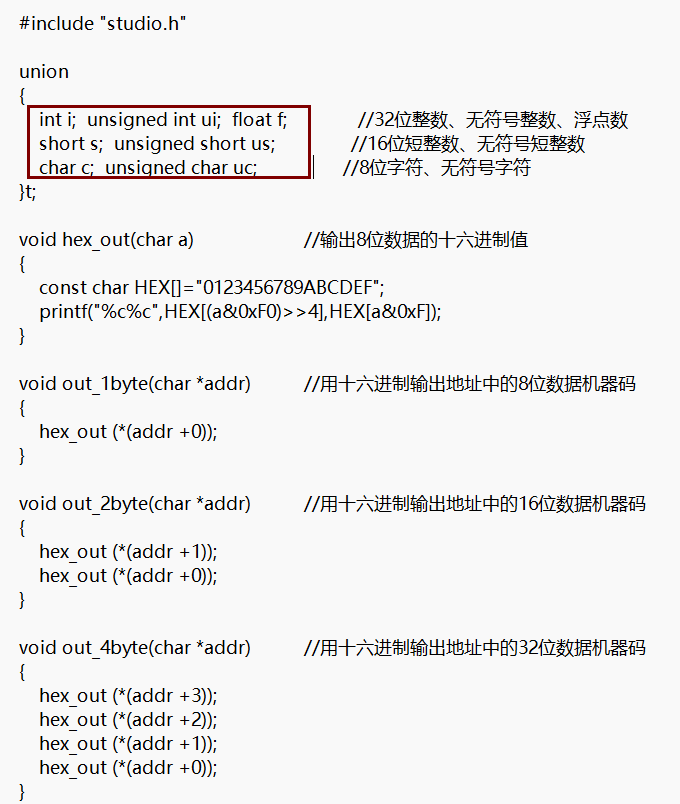 #include "studio.h"
union
{
int i;  unsigned int ui;  float f;  //32位整数、无符号整数、浮点数
short s;  unsigned short us;  //16位短整数、无符号短整数
char c;  unsigned char uc;  //8位字符、无符号字符
}t;
void hex_out(char a)  //输出8位数据的十六进制值
{
const char HEX[]="0123456789ABCDEF";
printf("%c%c",HEX[(a&0xF0)>>4],HEX[a&0xF]);
}
void out_1byte(char *addr)  //用十六进制输出地址中的8位数据机器码
{
hex_out (*(addr +0));
}
void out_2byte(char *addr)  //用十六进制输出地址中的16位数据机器码
{
hex_out (*(addr +1));
hex_out (*(addr +0));
}
void out_4byte(char *addr)  //用十六进制输出地址中的32位数据机器码
{
hex_out (*(addr +3));
hex_out (*(addr +2));
hex_out (*(addr +1));
hex_out (*(addr +0));
}